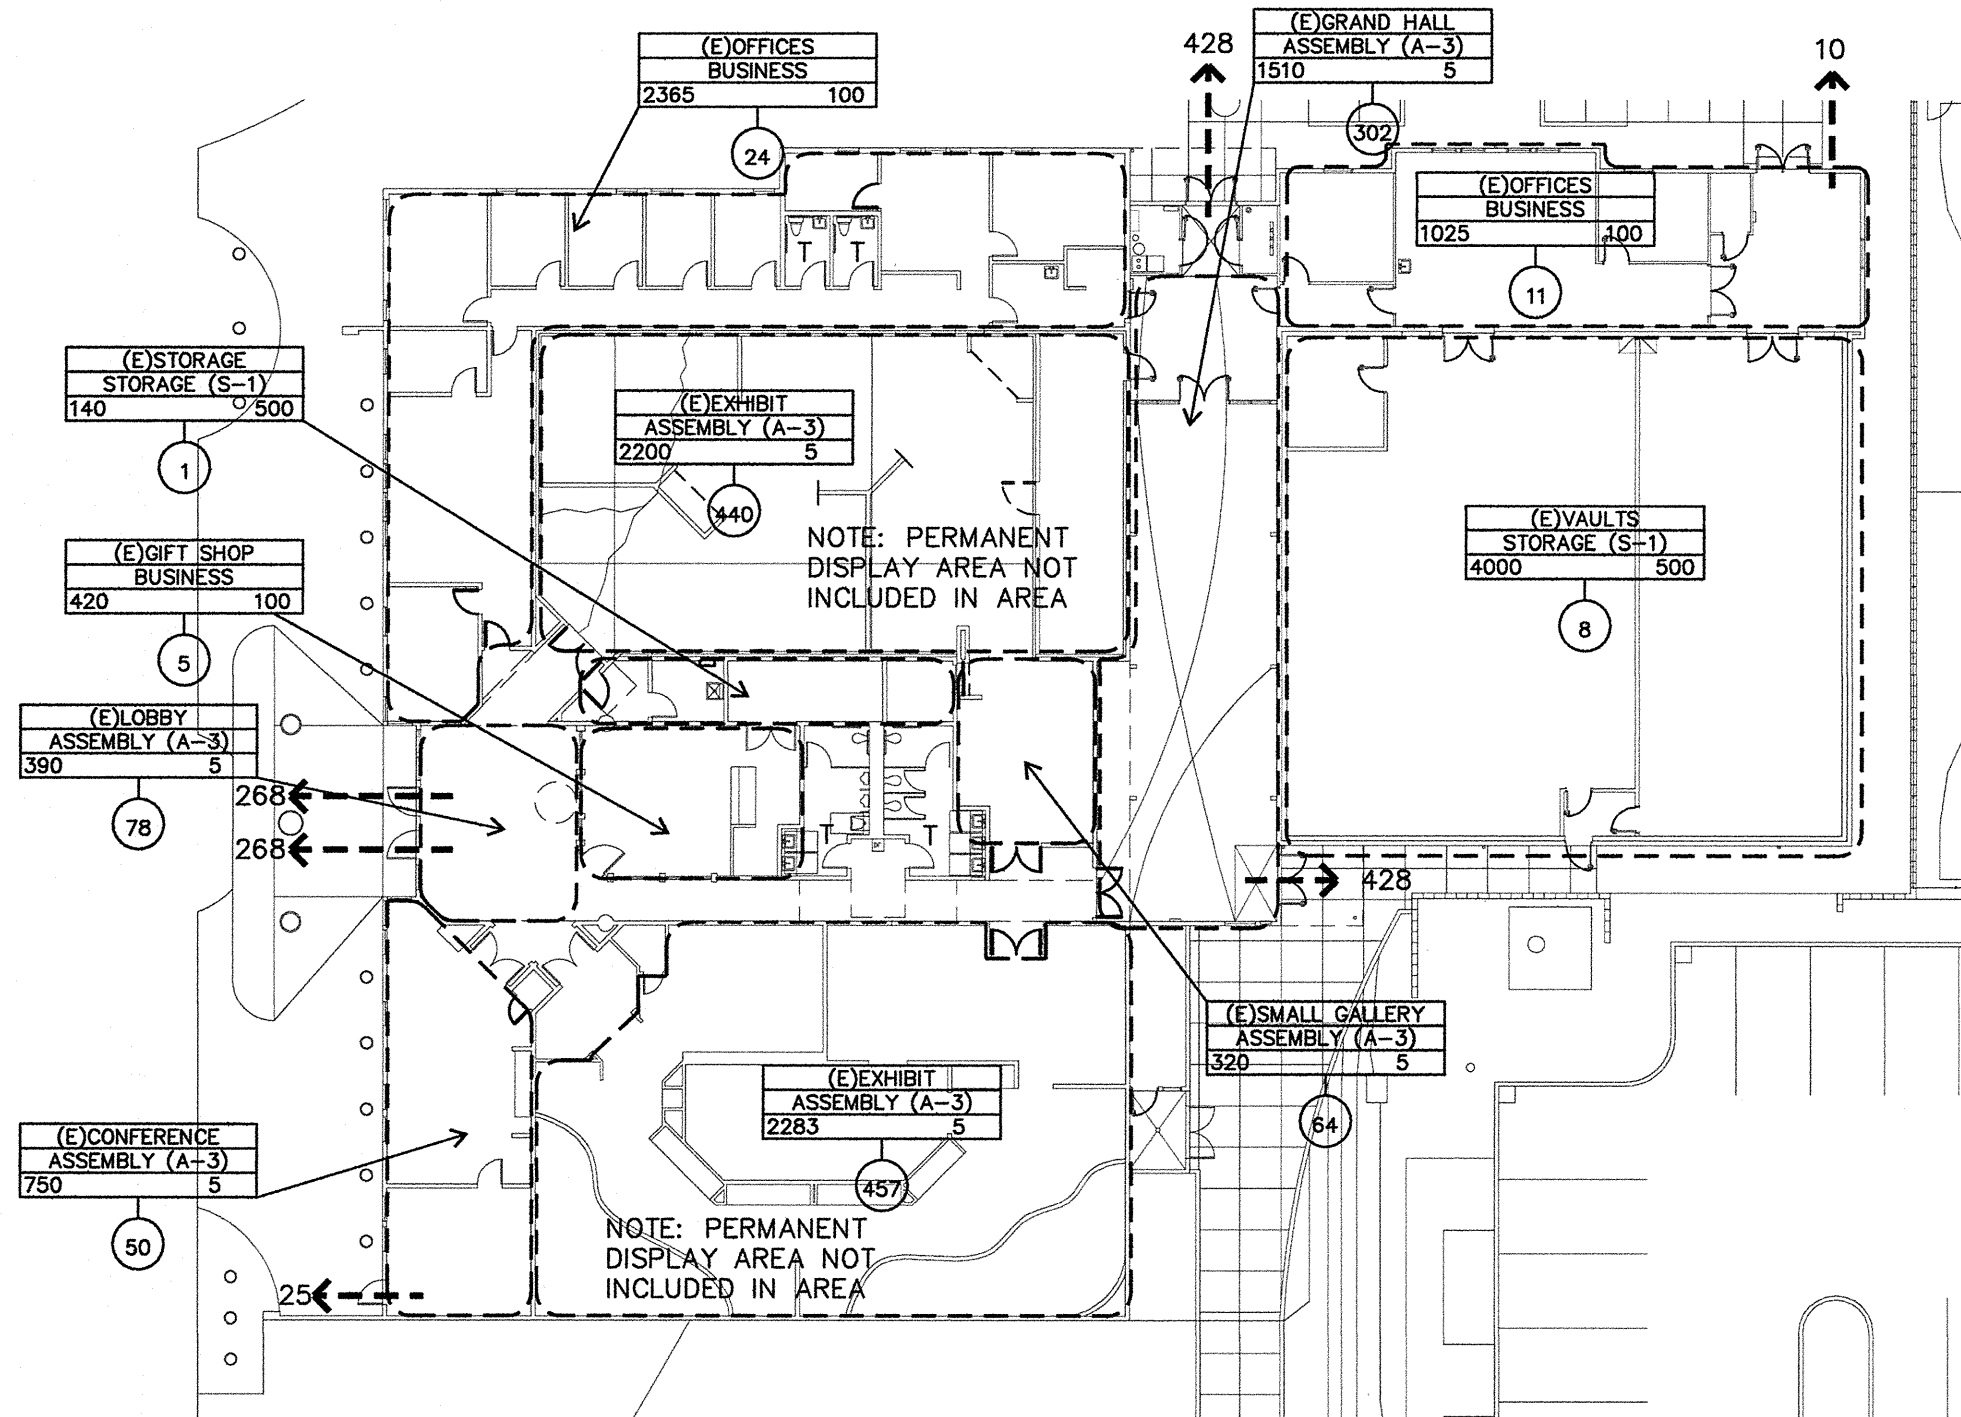 428
(E)GRAND HALL
ASSEMBLY (A-3)
1510 5
302
10
(E)OFFICES
BUSINESS
2365 100
24
(E)OFFICES
BUSINESS
1025 100
11
T T
(E)STORAGE
STORAGE (S-1)
140 500
1
(E)EXHIBIT
ASSEMBLY (A-3)
2200 5
440
NOTE: PERMANENT
DISPLAY AREA NOT
INCLUDED IN AREA
(E)VAULTS
STORAGE (S-1)
4000 500
8
(E)GIFT SHOP
BUSINESS
420 100
5
(E)LOBBY
ASSEMBLY (A-3)
390 5
78
268
268
T T
428
(E)SMALL GALLERY
ASSEMBLY (A-3)
320 5
64
(E)EXHIBIT
ASSEMBLY (A-3)
2283 5
457
NOTE: PERMANENT
DISPLAY AREA NOT
INCLUDED IN AREA
(E)CONFERENCE
ASSEMBLY (A-3)
750 5
50
25